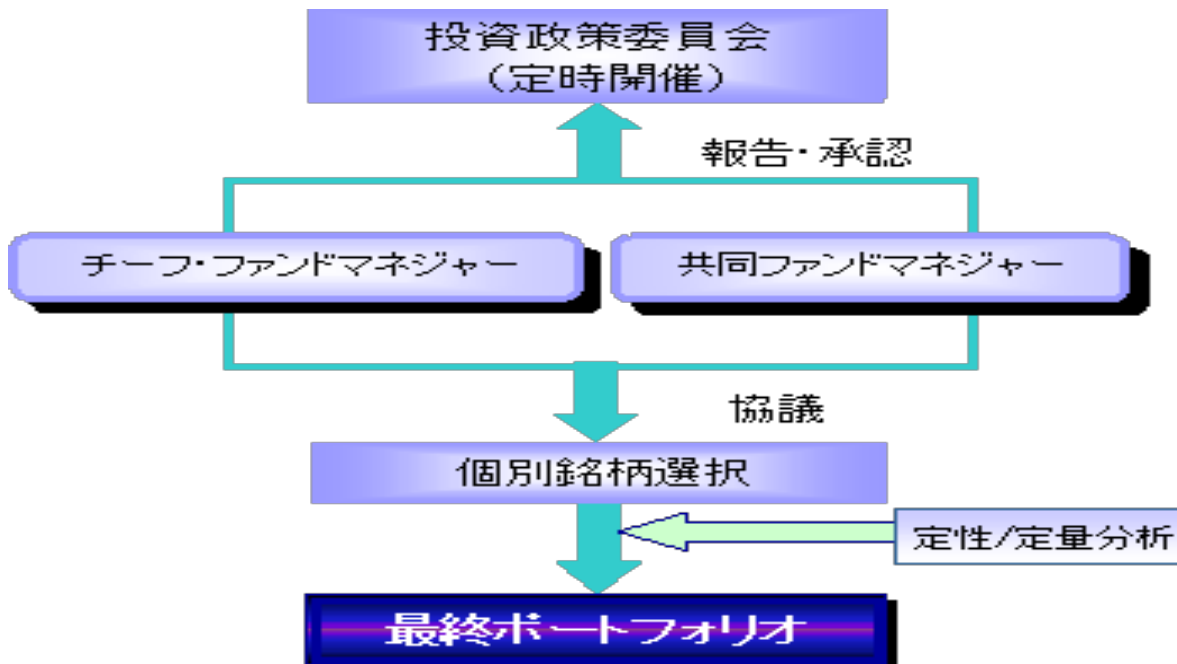 投資政策委員会
(定時開催)
報告・承認
チーフ・ファンドマネジャー
共同ファンドマネジャー
協議
個別銘柄選択
定性/定量分析
最終ポートフォリオ